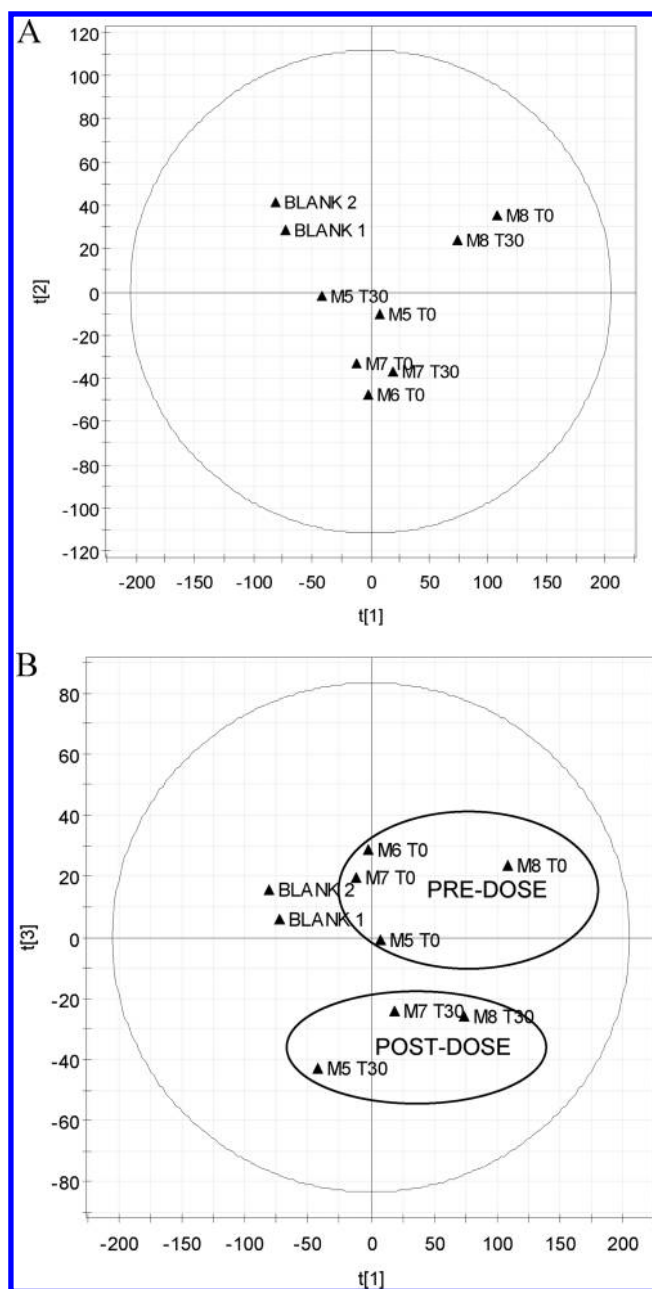 A
120
100
80
60
40
20
0
-20
-40
-60
-80
-100
-120
t[2]
BLANK 2
BLANK 1
M8 T0
M8 T30
M5 T30
M5 T0
M7 T0
M7 T30
M6 T0
-200 -150 -100 -50 0 50 100 150 200
t[1]
B
80
60
40
20
0
-20
-40
-60
-80
t[3]
M6 T0
M7 T0
M8 T0
BLANK 2
PRE-DOSE
BLANK 1
M5 T0
M7 T30
M8 T30
POST-DOSE
M5 T30
-200 -150 -100 -50 0 50 100 150 200
t[1]